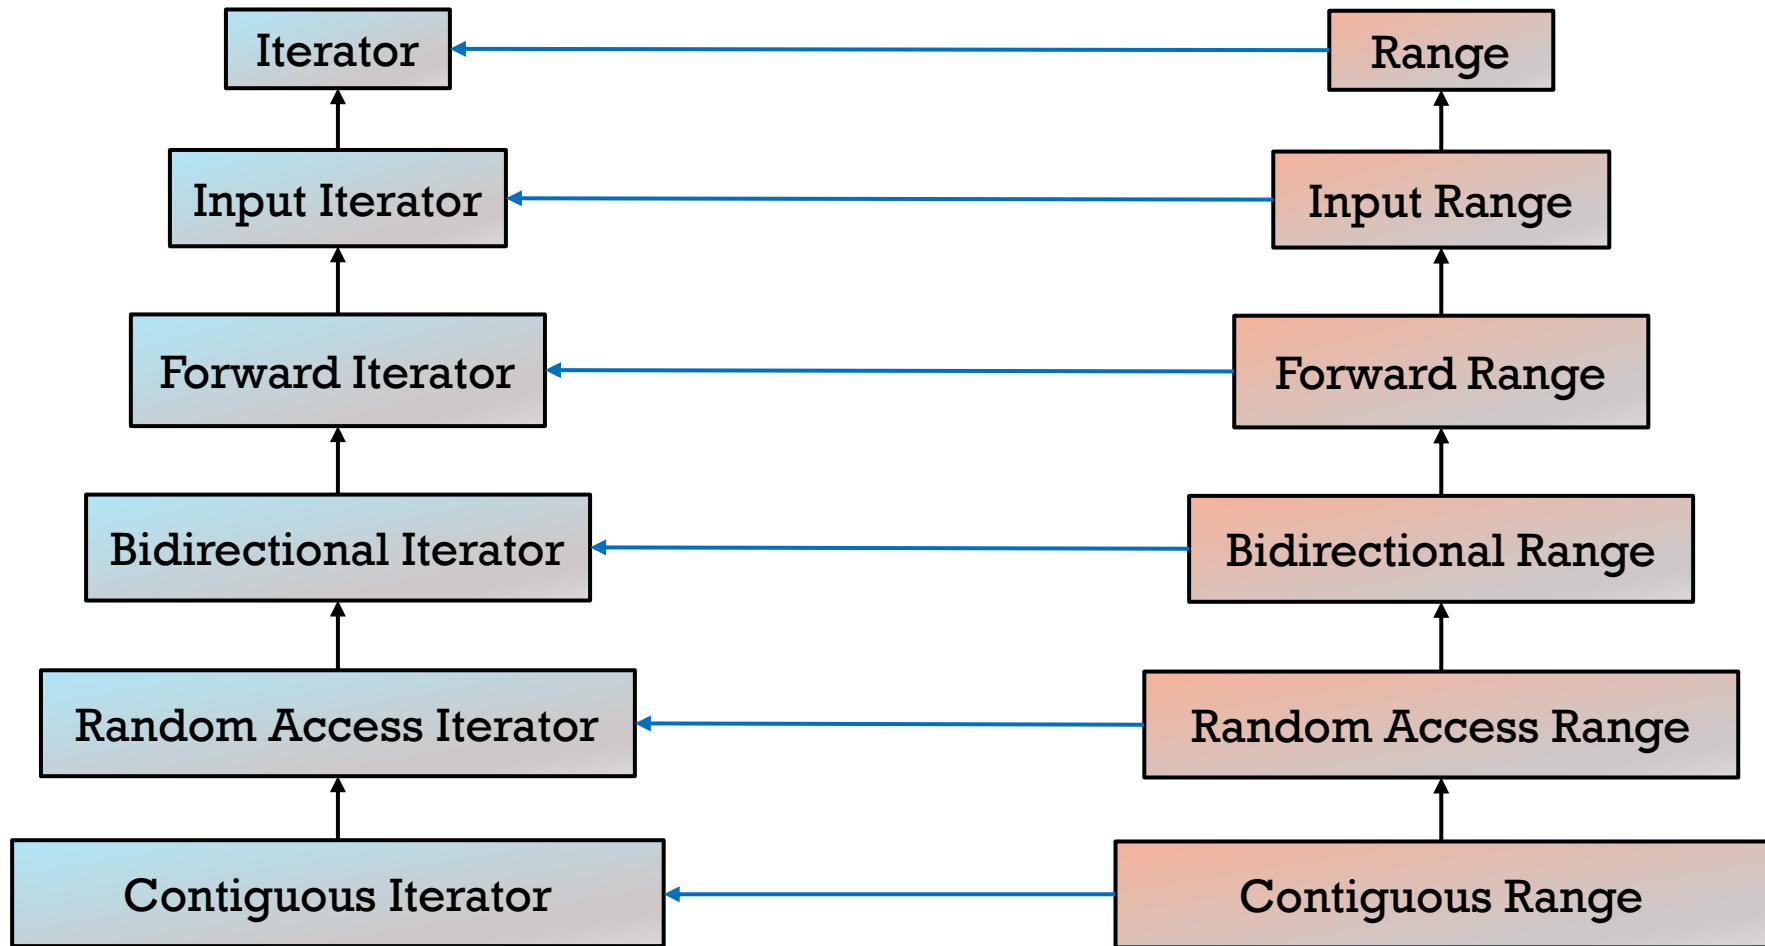 Iterator
Range
Input Iterator
Input Range
Forward Iterator
Forward Range
Bidirectional Iterator
Bidirectional Range
Random Access Iterator
Random Access Range
Contiguous Iterator
Contiguous Range